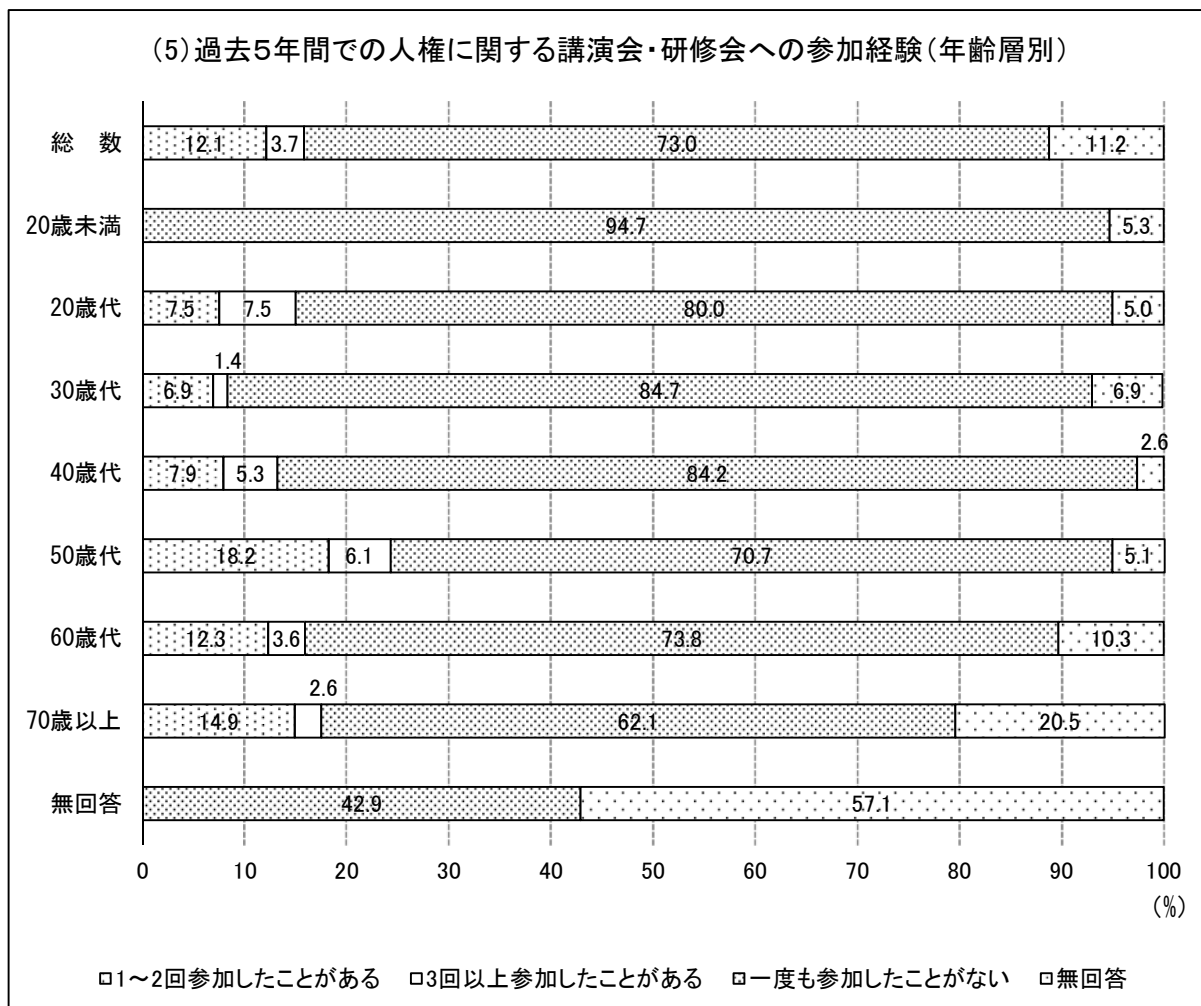 (5)過去5年間での人権に関する講演会・研修会への参加経験(年齢層別)
総 数
12.1 3.7 73.0 11.2
20歳未満
94.7 5.3
20歳代
7.5 7.5 80.0 5.0
1.4
30歳代
6.9 84.7 6.9
2.6
40歳代
7.9 5.3 84.2
50歳代
18.2 6.1 70.7 5.1
60歳代
12.3 3.6 73.8 10.3
2.6
70歳以上
14.9 62.1 20.5
無回答
42.9 57.1
0 10 20 30 40 50 60 70 80 90 100
(%)
1~2回参加したことがある 3回以上参加したことがある 一度も参加したことがない 無回答